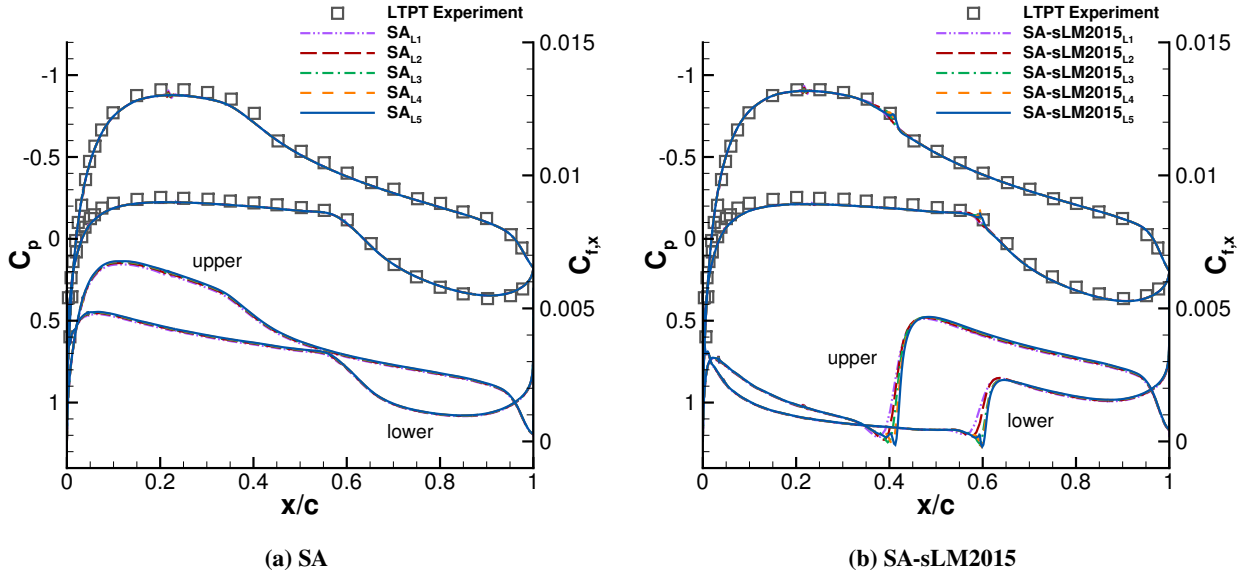 LTPT Experiment
SA_L1
SA_L2
SA_L3
SA_L4
SA_L5
-1
-0.5
0
0.5
1
C_p
0.015
0.01
0.005
0
C_f,x
upper
lower
0 0.2 0.4 0.6 0.8 1
x/c
(a) SA
LTPT Experiment
SA-sLM2015_L1
SA-sLM2015_L2
SA-sLM2015_L3
SA-sLM2015_L4
SA-sLM2015_L5
-1
-0.5
0
0.5
1
C_p
0.015
0.01
0.005
0
C_f,x
upper
lower
0 0.2 0.4 0.6 0.8 1
x/c
(b) SA-sLM2015